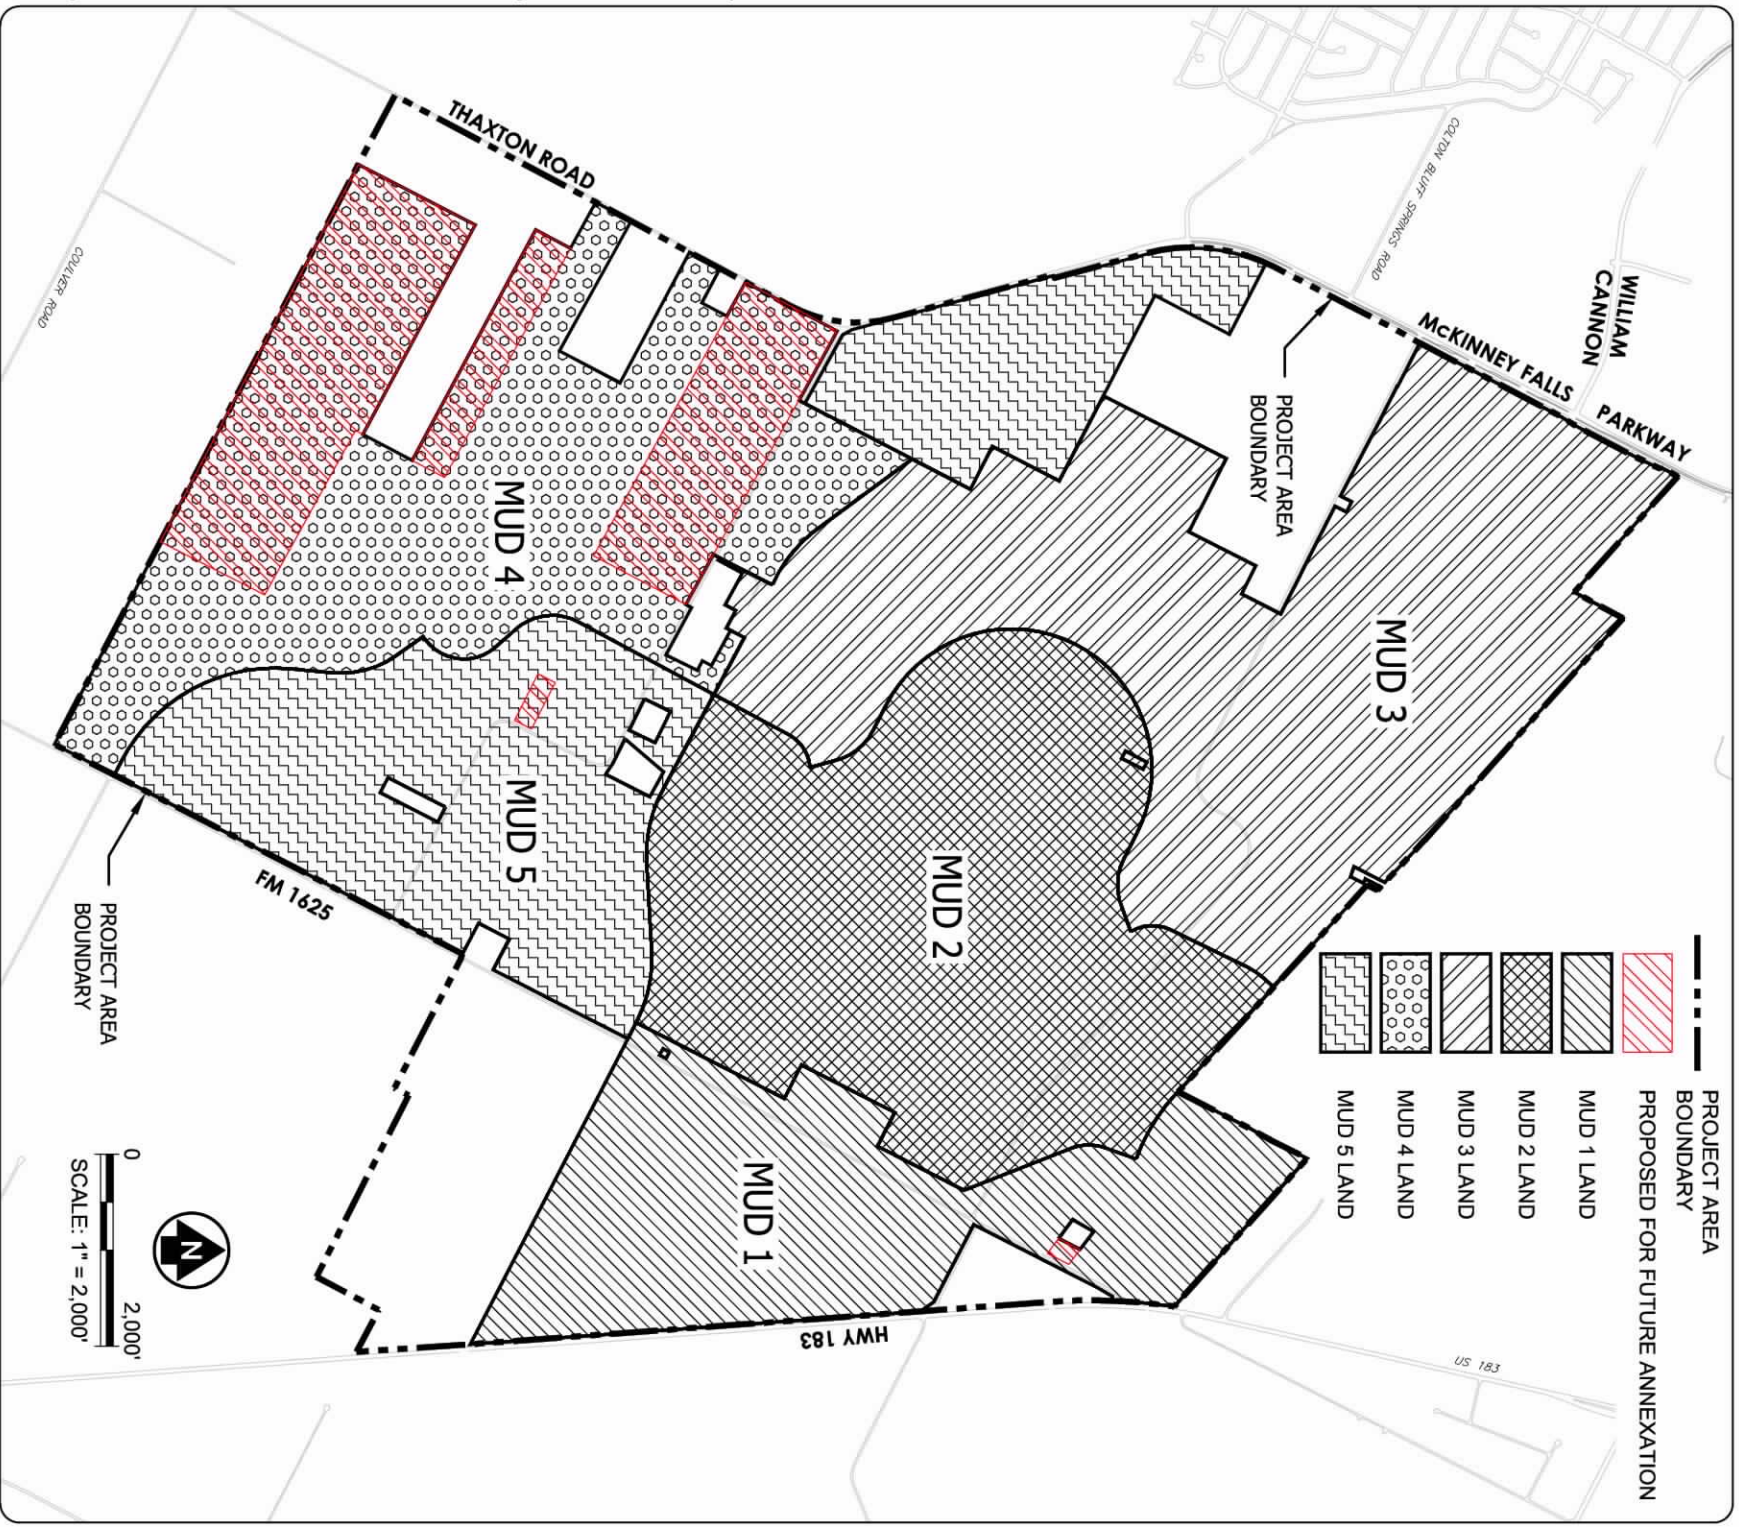 WILLIAM
CANNON
McKINNEY FALLS
PARKWAY
COLTON BLUFF SPRINGS ROAD
THAXTON ROAD
COULVER ROAD
PROJECT AREA
BOUNDARY
MUD 3
MUD 4
MUD 2
MUD 5
MUD 1
FM 1625
PROJECT AREA
BOUNDARY
HWY 183
US 183
PROJECT AREA
BOUNDARY
PROPOSED FOR FUTURE ANNEXATION
MUD 1 LAND
MUD 2 LAND
MUD 3 LAND
MUD 4 LAND
MUD 5 LAND
N
0 2,000'
SCALE: 1" = 2,000'